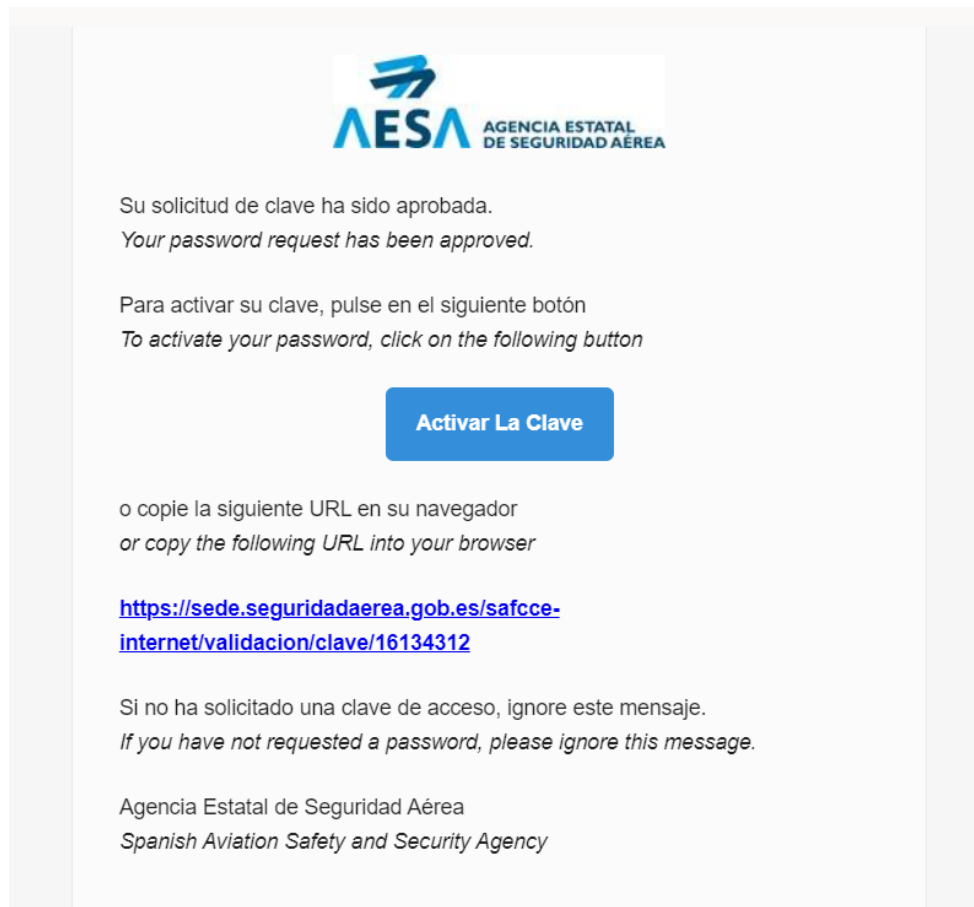 AESA AGENCIA ESTATAL
DE SEGURIDAD AÉREA
Su solicitud de clave ha sido aprobada.
Your password request has been approved.
Para activar su clave, pulse en el siguiente botón
To activate your password, click on the following button
Activar La Clave
o copie la siguiente URL en su navegador
or copy the following URL into your browser
https://sede.seguridadaerea.gob.es/safcce-
internet/validacion/clave/16134312
Si no ha solicitado una clave de acceso, ignore este mensaje.
If you have not requested a password, please ignore this message.
Agencia Estatal de Seguridad Aérea
Spanish Aviation Safety and Security Agency